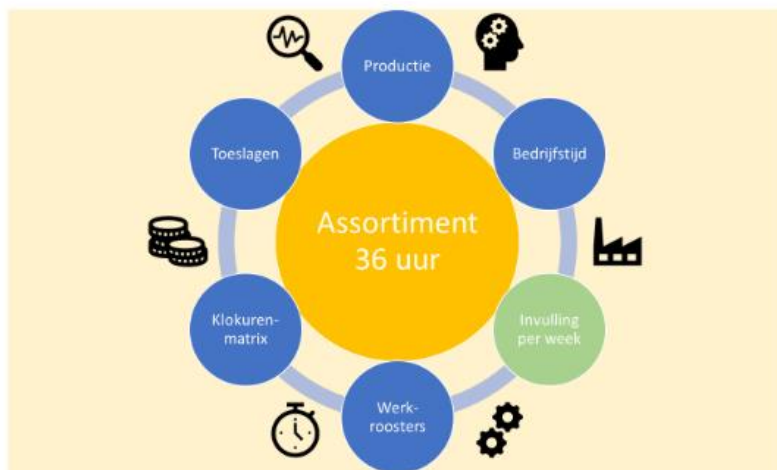 Productie
Toeslagen
Bedrijfstijd
Assortiment
36 uur
Klokuren-
matrix
Invulling
per week
Werk-
roosters